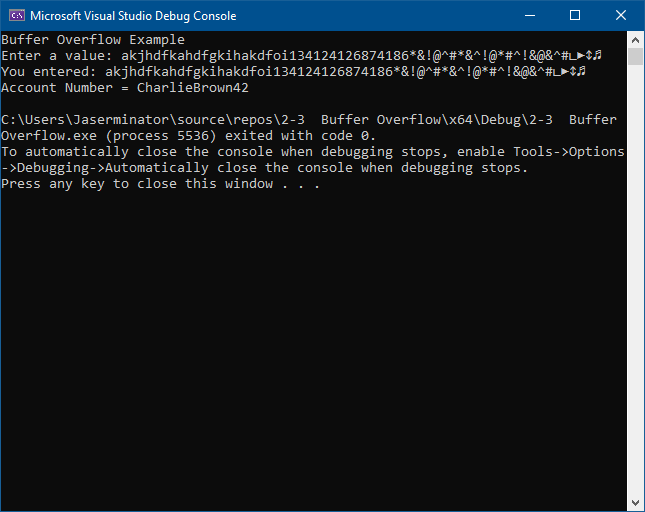 Microsoft Visual Studio Debug Console
Buffer Overflow Example
Enter a value: akjhdfkahdfgkihakdfoi134124126874186*&!@^#*&^!@*#^!&@&^#∟►↕♬
You entered: akjhdfkahdfgkihakdfoi134124126874186*&!@^#*&^!@*#^!&@&^#∟►↕♬
Account Number = CharlieBrown42
C:\Users\Jaserminator\source\repos\2-3  Buffer Overflow\x64\Debug\2-3  Buffer
Overflow.exe (process 5536) exited with code 0.
To automatically close the console when debugging stops, enable Tools->Options
->Debugging->Automatically close the console when debugging stops.
Press any key to close this window . . .